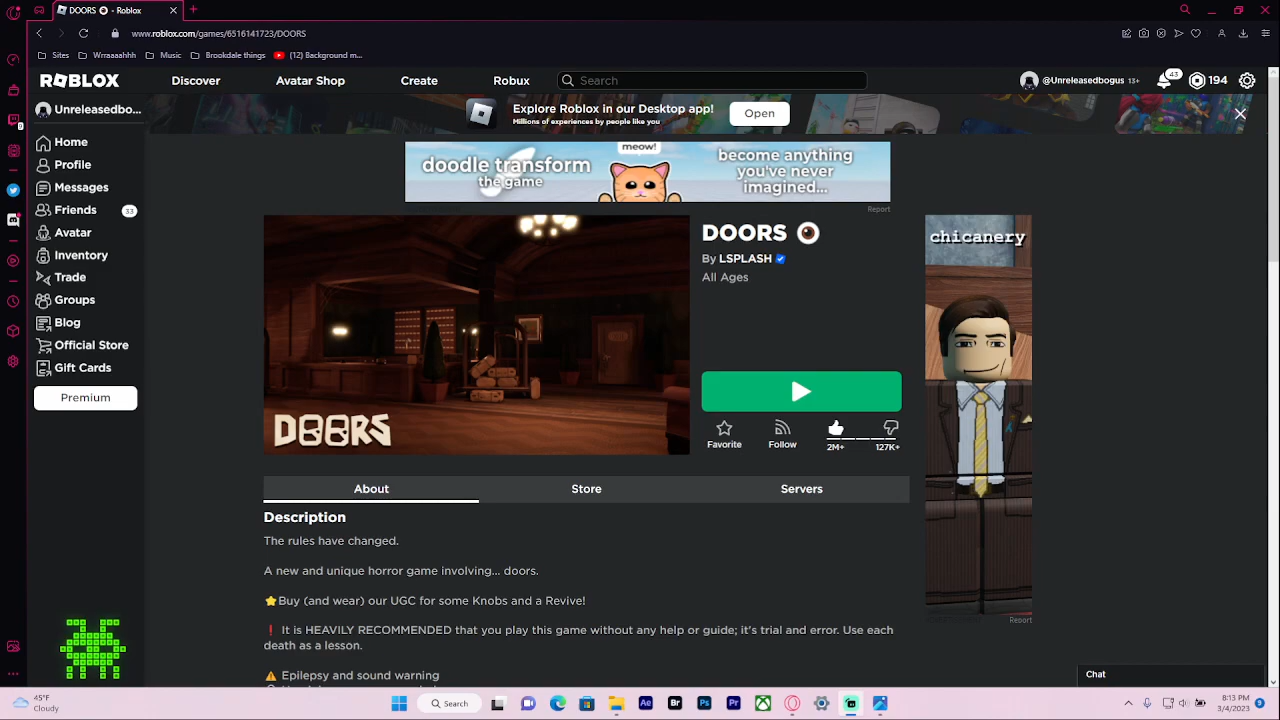 DOORS 👁 - Roblox
www.roblox.com/games/6516141723/DOORS
Sites
Wrraaaahhh
Music
Brookdale things
(12) Background m...
ROBLOX
Discover
Avatar Shop
Create
Robux
Search
@Unreleasedbogus 13+
43
194
Unreleasedbo...
Explore Roblox in our Desktop app!
Millions of experiences by people like you
Open
Home
Profile
Messages
Friends
33
Avatar
Inventory
Trade
Groups
Blog
Official Store
Gift Cards
Premium
doodle transform
the game
meow!
become anything
you've never
imagined...
Report
DOORS
DOORS 👁
By LSPLASH
All Ages
Favorite
Follow
2M+
127K+
chicanery
Report
About
Store
Servers
Description
The rules have changed.
A new and unique horror game involving... doors.
⭐Buy (and wear) our UGC for some Knobs and a Revive!
❗ It is HEAVILY RECOMMENDED that you play this game without any help or guide; it's trial and error. Use each
death as a lesson.
⚠ Epilepsy and sound warning
Chat
45°F
Cloudy
Search
Ae
Br
Ps
Pr
8:13 PM
3/4/2023